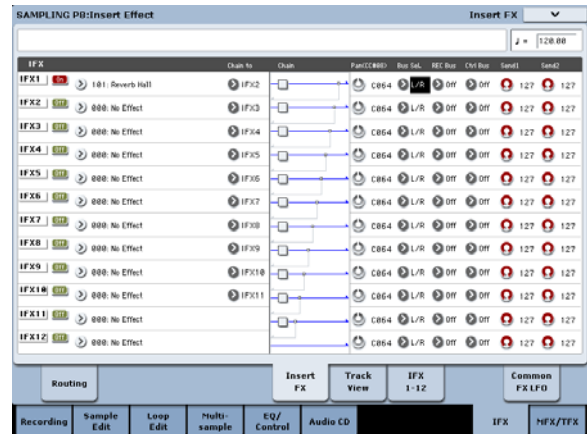 SAMPLING P8:Insert Effect Insert FX
♩ = 120.00
IFX Chain to Chain Pan(CC#08) Bus Sel. REC Bus Ctrl Bus Send1 Send2
IFX1 On 101: Reverb Hall IFX2 C064 L/R Off Off 127 127
IFX2 Off 000: No Effect IFX3 C064 L/R Off Off 127 127
IFX3 Off 000: No Effect IFX4 C064 L/R Off Off 127 127
IFX4 Off 000: No Effect IFX5 C064 L/R Off Off 127 127
IFX5 Off 000: No Effect IFX6 C064 L/R Off Off 127 127
IFX6 Off 000: No Effect IFX7 C064 L/R Off Off 127 127
IFX7 Off 000: No Effect IFX8 C064 L/R Off Off 127 127
IFX8 Off 000: No Effect IFX9 C064 L/R Off Off 127 127
IFX9 Off 000: No Effect IFX10 C064 L/R Off Off 127 127
IFX10 Off 000: No Effect IFX11 C064 L/R Off Off 127 127
IFX11 Off 000: No Effect C064 L/R Off Off 127 127
IFX12 Off 000: No Effect C064 L/R Off Off 127 127
Routing Insert FX Track View IFX 1-12 Common FX LFO
Recording Sample Edit Loop Edit Multi-sample EQ/Control Audio CD IFX MFX/TFX